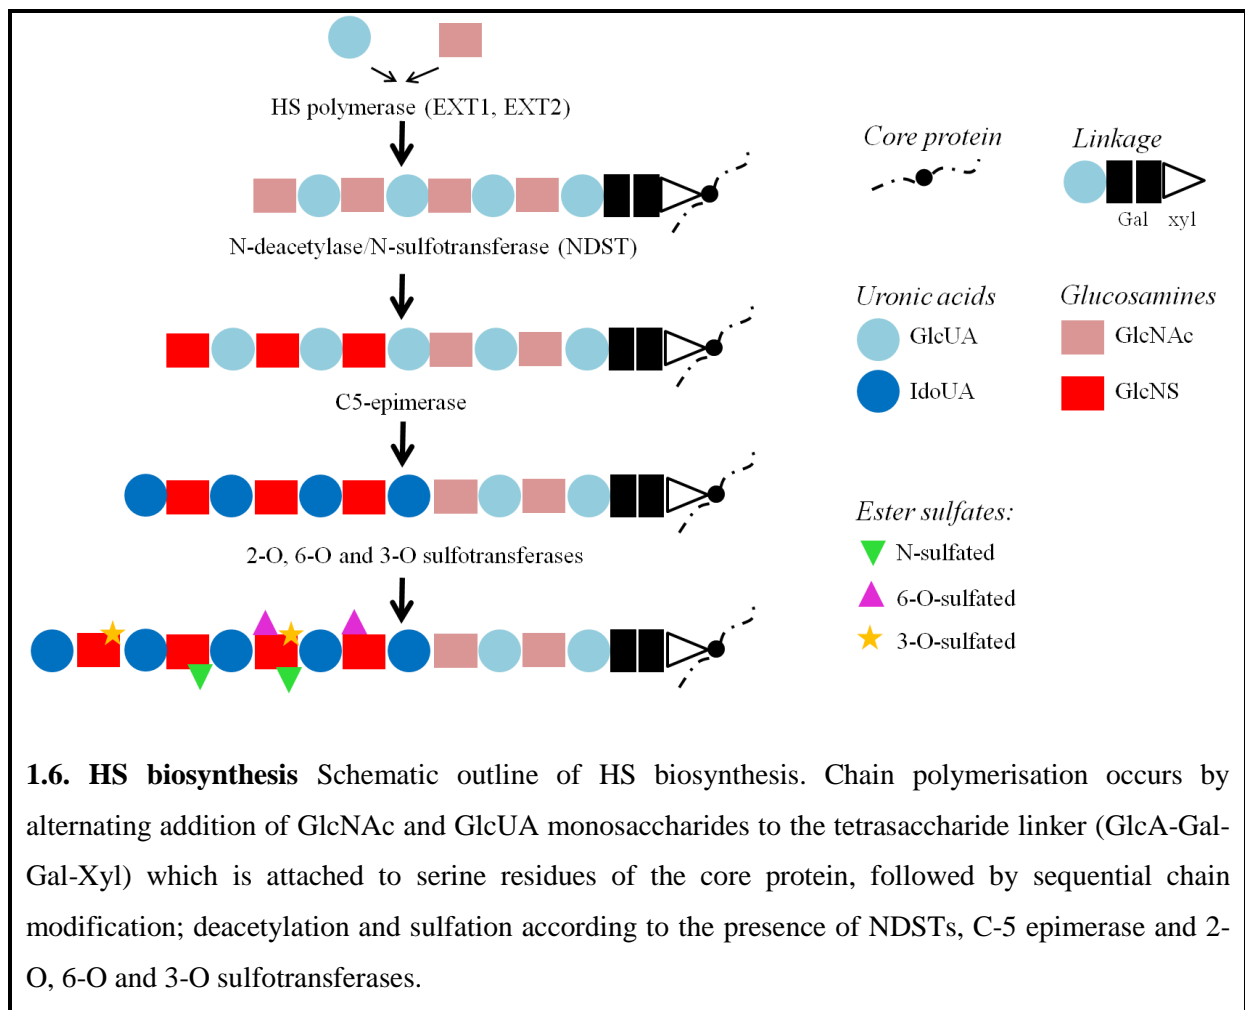 HS polymerase (EXT1, EXT2)
N-deacetylase/N-sulfotransferase (NDST)
C5-epimerase
2-O, 6-O and 3-O sulfotransferases
Core protein
Linkage
Gal xyl
Uronic acids
GlcUA
IdoUA
Glucosamines
GlcNAc
GlcNS
Ester sulfates:
N-sulfated
6-O-sulfated
3-O-sulfated
1.6. HS biosynthesis Schematic outline of HS biosynthesis. Chain polymerisation occurs by
alternating addition of GlcNAc and GlcUA monosaccharides to the tetrasaccharide linker (GlcA-Gal-
Gal-Xyl) which is attached to serine residues of the core protein, followed by sequential chain
modification; deacetylation and sulfation according to the presence of NDSTs, C-5 epimerase and 2-
O, 6-O and 3-O sulfotransferases.